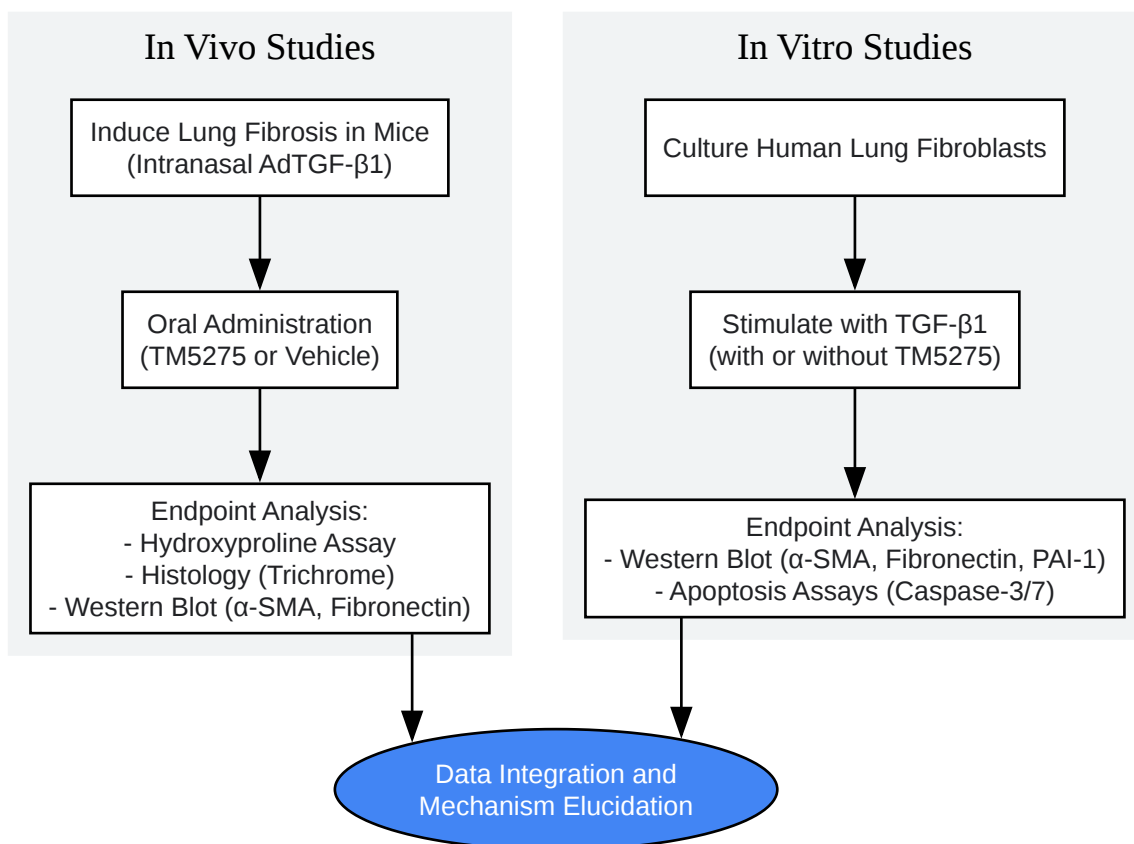 In Vivo Studies
Induce Lung Fibrosis in Mice
(Intranasal AdTGF-β1)
Oral Administration
(TM5275 or Vehicle)
Endpoint Analysis:
- Hydroxyproline Assay
- Histology (Trichrome)
- Western Blot (α-SMA, Fibronectin)
In Vitro Studies
Culture Human Lung Fibroblasts
Stimulate with TGF-β1
(with or without TM5275)
Endpoint Analysis:
- Western Blot (α-SMA, Fibronectin, PAI-1)
- Apoptosis Assays (Caspase-3/7)
Data Integration and
Mechanism Elucidation